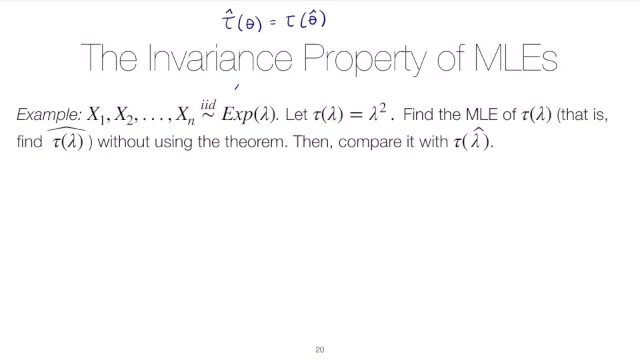 τ̂(θ) = τ(θ̂)
The Invariance Property of MLEs
Example: X₁, X₂, . . . , Xₙ iid ~ Exp(λ). Let τ(λ) = λ². Find the MLE of τ(λ) (that is,
find τ(λ)^ ) without using the theorem. Then, compare it with τ(λ̂).
20